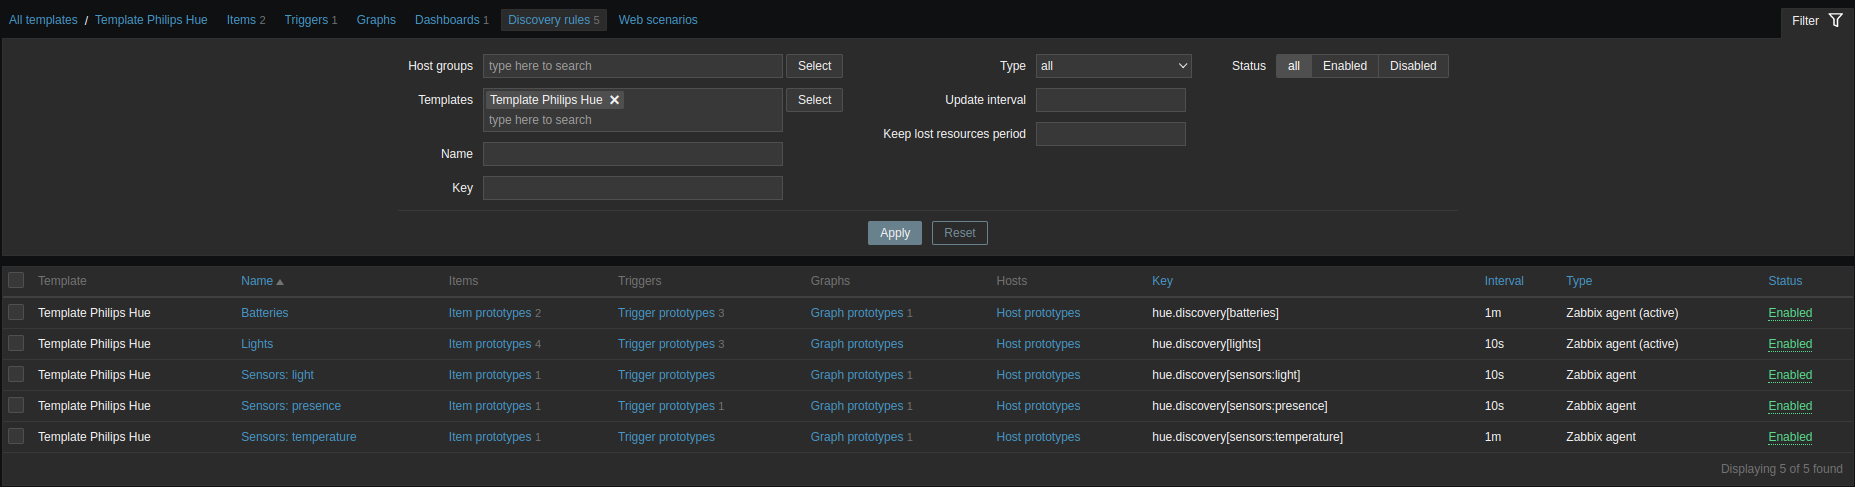 All templates / Template Philips Hue Items 2 Triggers 1 Graphs Dashboards 1 Discovery rules 5 Web scenarios Filter
Host groups type here to search Select Type all Status all Enabled Disabled
Templates Template Philips Hue Select Update interval
type here to search
Keep lost resources period
Name
Key
Apply Reset
Template Name Items Triggers Graphs Hosts Key Interval Type Status
Template Philips Hue Batteries Item prototypes 2 Trigger prototypes 3 Graph prototypes 1 Host prototypes hue.discovery[batteries] 1m Zabbix agent (active) Enabled
Template Philips Hue Lights Item prototypes 4 Trigger prototypes 3 Graph prototypes Host prototypes hue.discovery[lights] 10s Zabbix agent (active) Enabled
Template Philips Hue Sensors: light Item prototypes 1 Trigger prototypes Graph prototypes 1 Host prototypes hue.discovery[sensors:light] 10s Zabbix agent Enabled
Template Philips Hue Sensors: presence Item prototypes 1 Trigger prototypes 1 Graph prototypes 1 Host prototypes hue.discovery[sensors:presence] 10s Zabbix agent Enabled
Template Philips Hue Sensors: temperature Item prototypes 1 Trigger prototypes Graph prototypes 1 Host prototypes hue.discovery[sensors:temperature] 1m Zabbix agent Enabled
Displaying 5 of 5 found